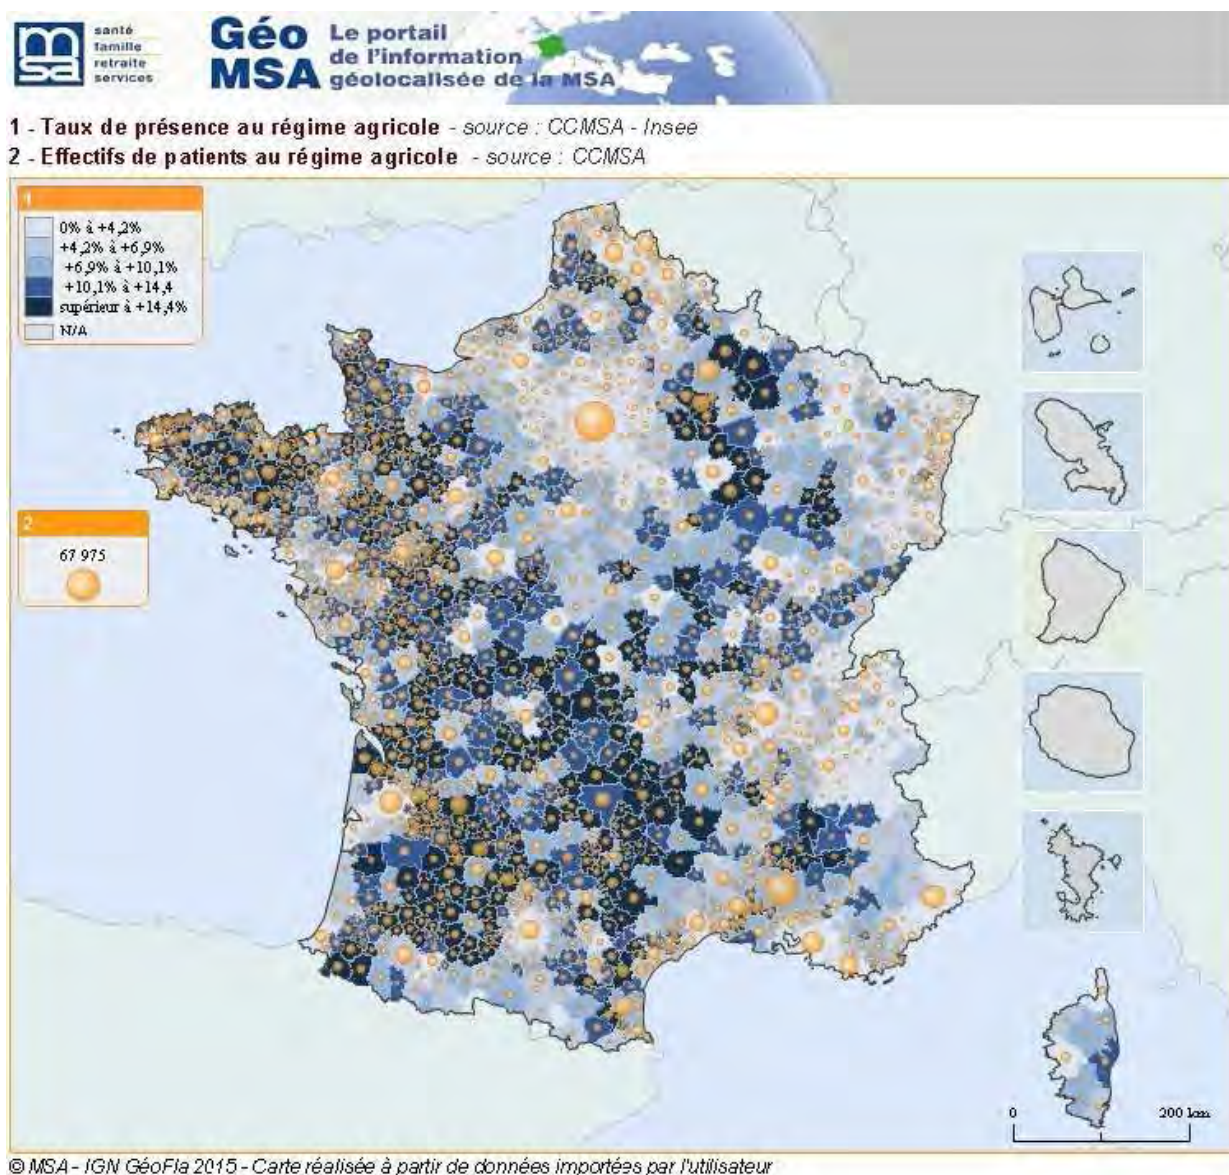 msa
santé
famille
retraite
services
Géo
MSA
Le portail
de l'information
géolocalisée de la MSA
1 - Taux de présence au régime agricole - source : CCMSA - Insee
2 - Effectifs de patients au régime agricole - source : CCMSA
1
0% à +4,2%
+4,2% à +6,9%
+6,9% à +10,1%
+10,1% à +14,4
supérieur à +14,4%
N/A
2
67 975
0 200 km
© MSA - IGN GéoFla 2015 - Carte réalisée à partir de données importées par l'utilisateur